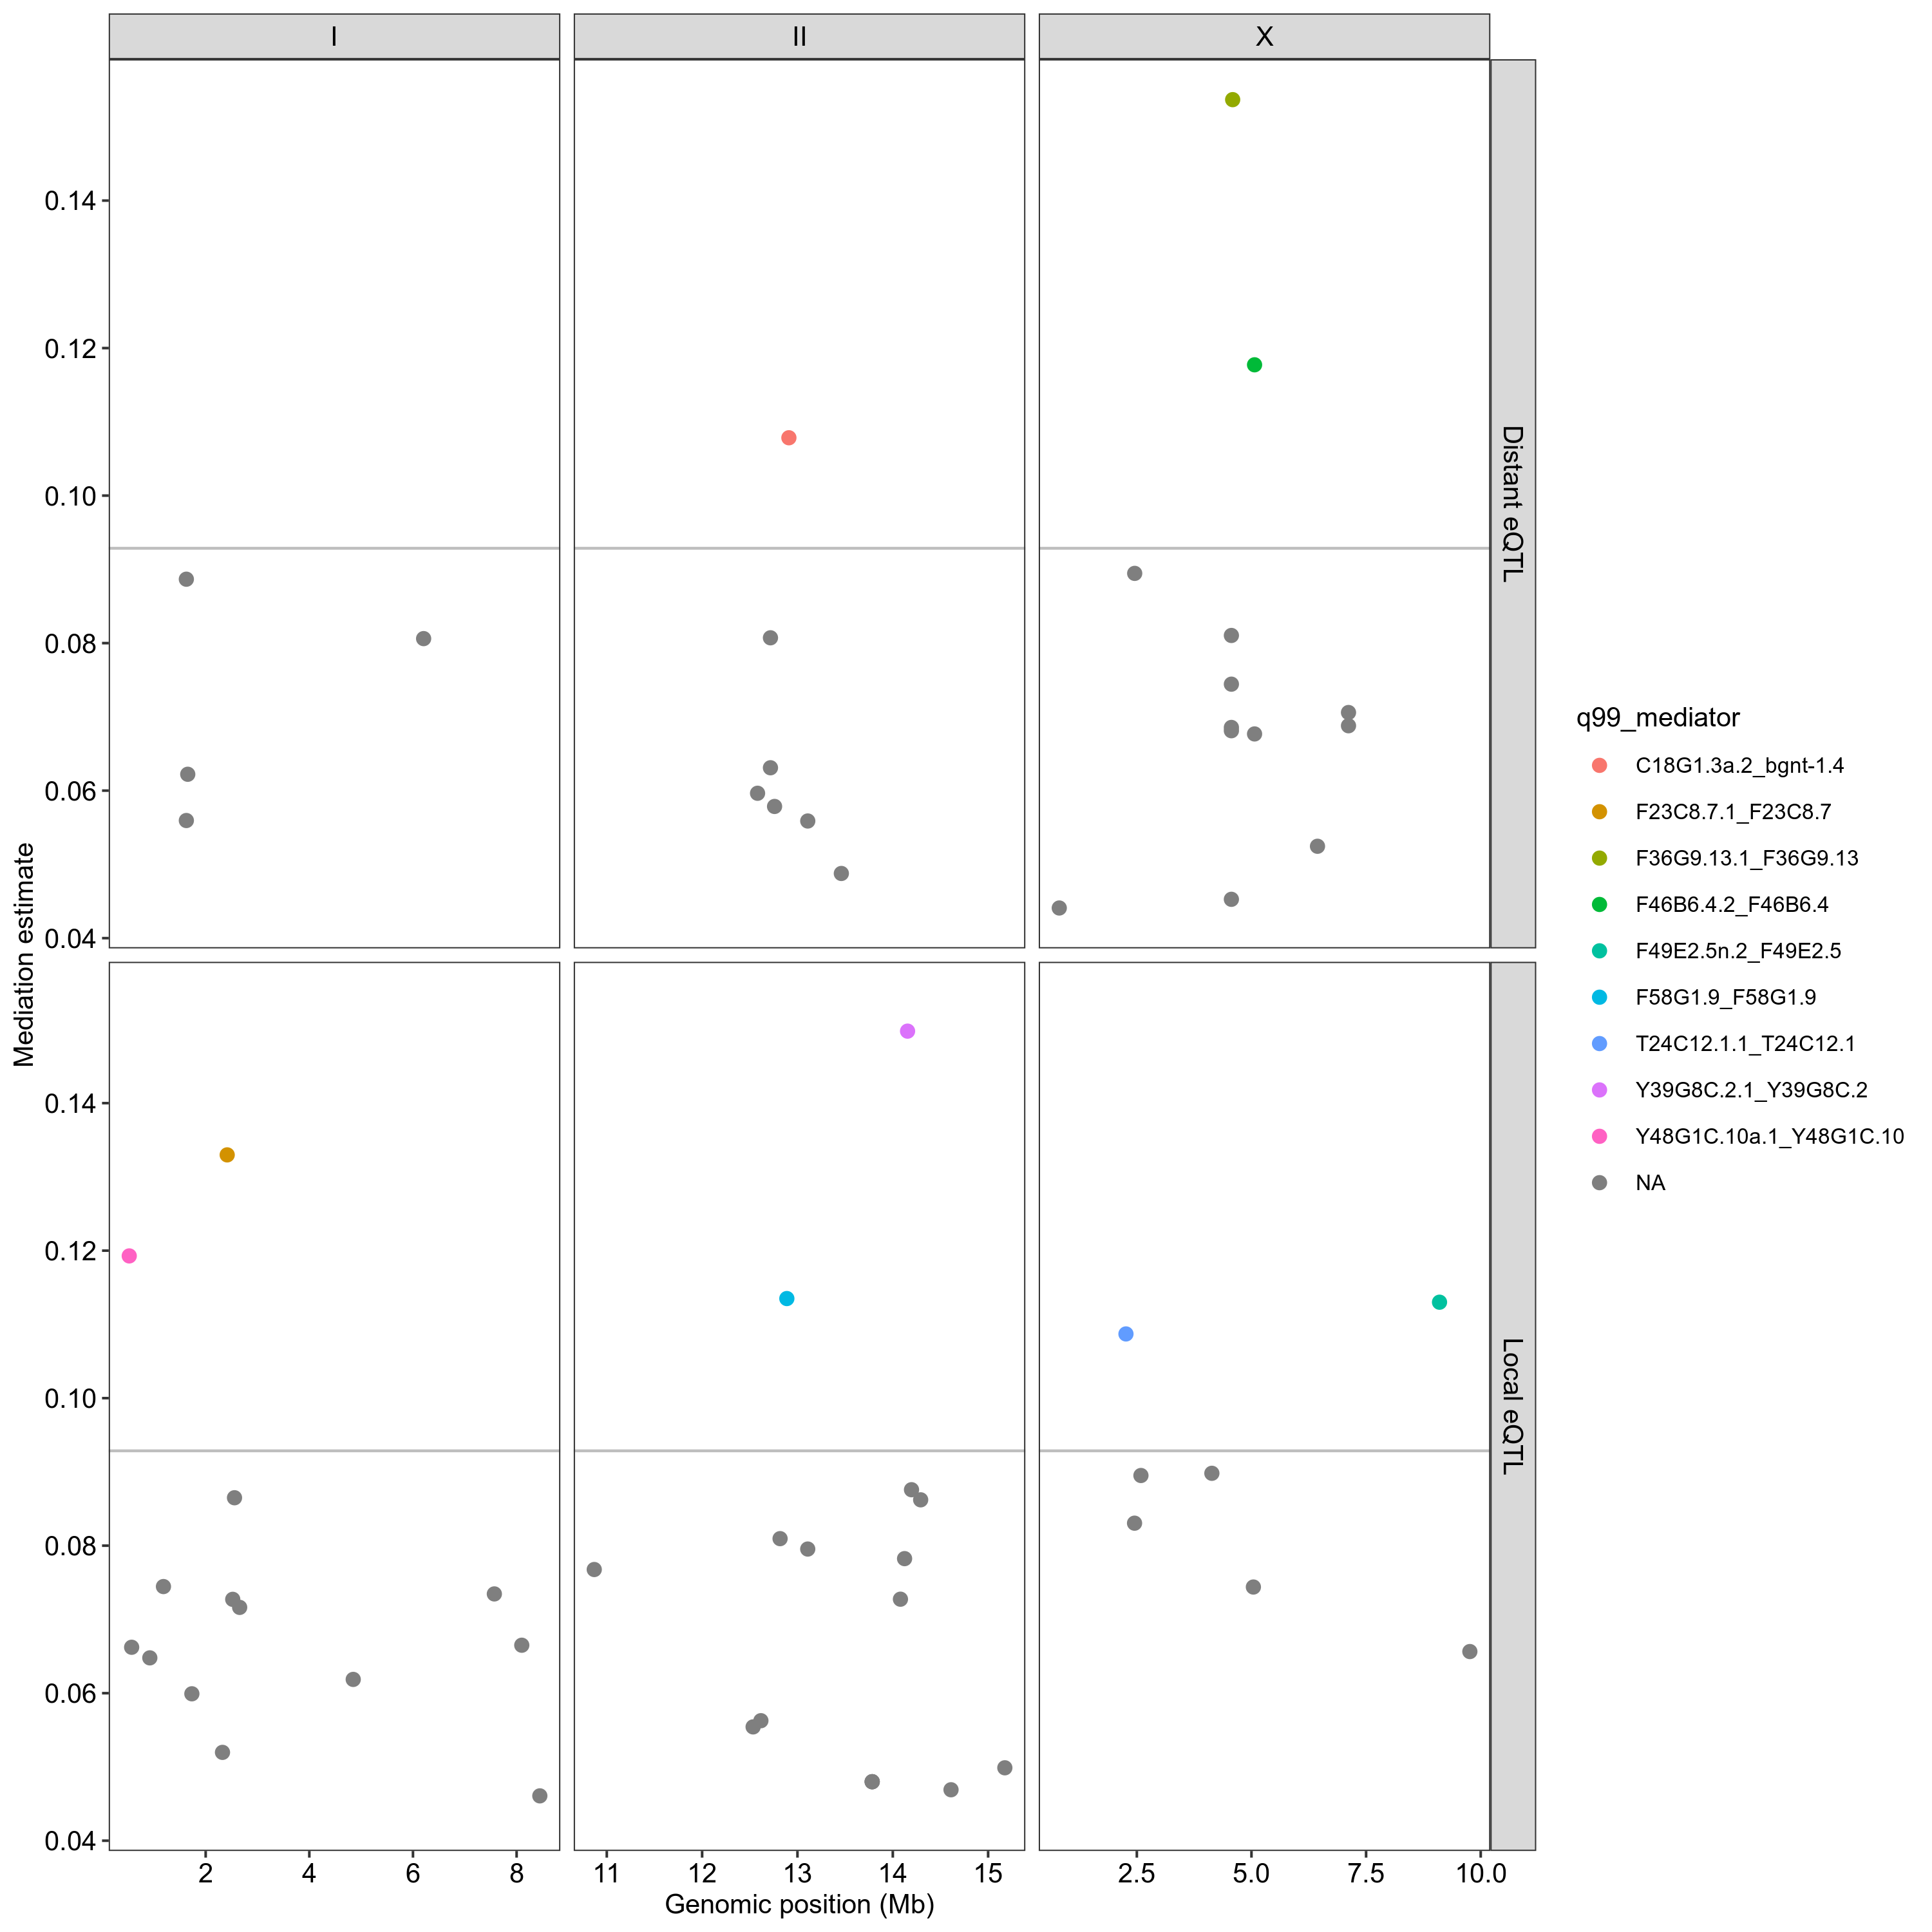 I
II
X
0.14
0.12
0.10
0.08
0.06
0.04
Distant eQTL
Mediation estimate
0.14
0.12
0.10
0.08
0.06
0.04
Local eQTL
2
4
6
8
11
12
13
14
15
2.5
5.0
7.5
10.0
Genomic position (Mb)
q99_mediator
C18G1.3a.2_bgnt-1.4
F23C8.7.1_F23C8.7
F36G9.13.1_F36G9.13
F46B6.4.2_F46B6.4
F49E2.5n.2_F49E2.5
F58G1.9_F58G1.9
T24C12.1.1_T24C12.1
Y39G8C.2.1_Y39G8C.2
Y48G1C.10a.1_Y48G1C.10
NA